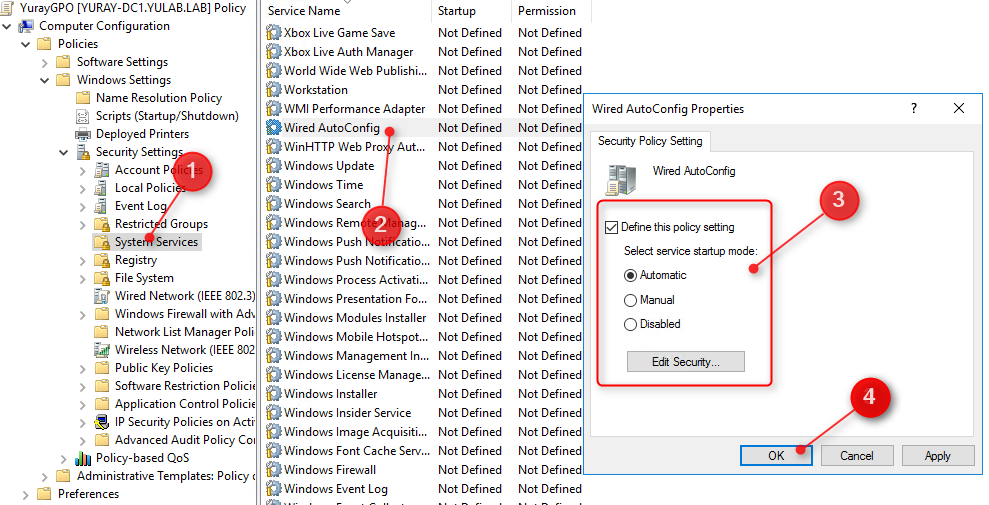 YurayGPO [YURAY-DC1.YULAB.LAB] Policy
Computer Configuration
Policies
Software Settings
Windows Settings
Name Resolution Policy
Scripts (Startup/Shutdown)
Deployed Printers
Security Settings
Account Policies
Local Policies
Event Log
Restricted Groups
System Services
Registry
File System
Wired Network (IEEE 802.3)
Windows Firewall with Adv
Network List Manager Poli
Wireless Network (IEEE 802
Public Key Policies
Software Restriction Policie
Application Control Policie
IP Security Policies on Acti
Advanced Audit Policy Co
Policy-based QoS
Administrative Templates: Policy d
Preferences
1
Service Name Startup Permission
Xbox Live Game Save Not Defined Not Defined
Xbox Live Auth Manager Not Defined Not Defined
World Wide Web Publishi... Not Defined Not Defined
Workstation Not Defined Not Defined
WMI Performance Adapter Not Defined Not Defined
Wired AutoConfig Not Defined Not Defined
WinHTTP Web Proxy Aut... Not Defined Not Defined
Windows Update Not Defined Not Defined
Windows Time Not Defined Not Defined
Windows Search Not Defined Not Defined
Windows Remote Manag... Not Defined Not Defined
Windows Push Notificatio... Not Defined Not Defined
Windows Push Notificatio... Not Defined Not Defined
Windows Process Activati... Not Defined Not Defined
Windows Presentation Fo... Not Defined Not Defined
Windows Modules Installer Not Defined Not Defined
Windows Mobile Hotspot... Not Defined Not Defined
Windows Management In... Not Defined Not Defined
Windows License Manage... Not Defined Not Defined
Windows Installer Not Defined Not Defined
Windows Insider Service Not Defined Not Defined
Windows Image Acquisiti... Not Defined Not Defined
Windows Font Cache Serv... Not Defined Not Defined
Windows Firewall Not Defined Not Defined
Windows Event Log Not Defined Not Defined
Windows Event Collector Not Defined Not Defined
2
Wired AutoConfig Properties
?
Security Policy Setting
Wired AutoConfig
Define this policy setting
Select service startup mode:
Automatic
Manual
Disabled
Edit Security...
3
4
OK Cancel Apply